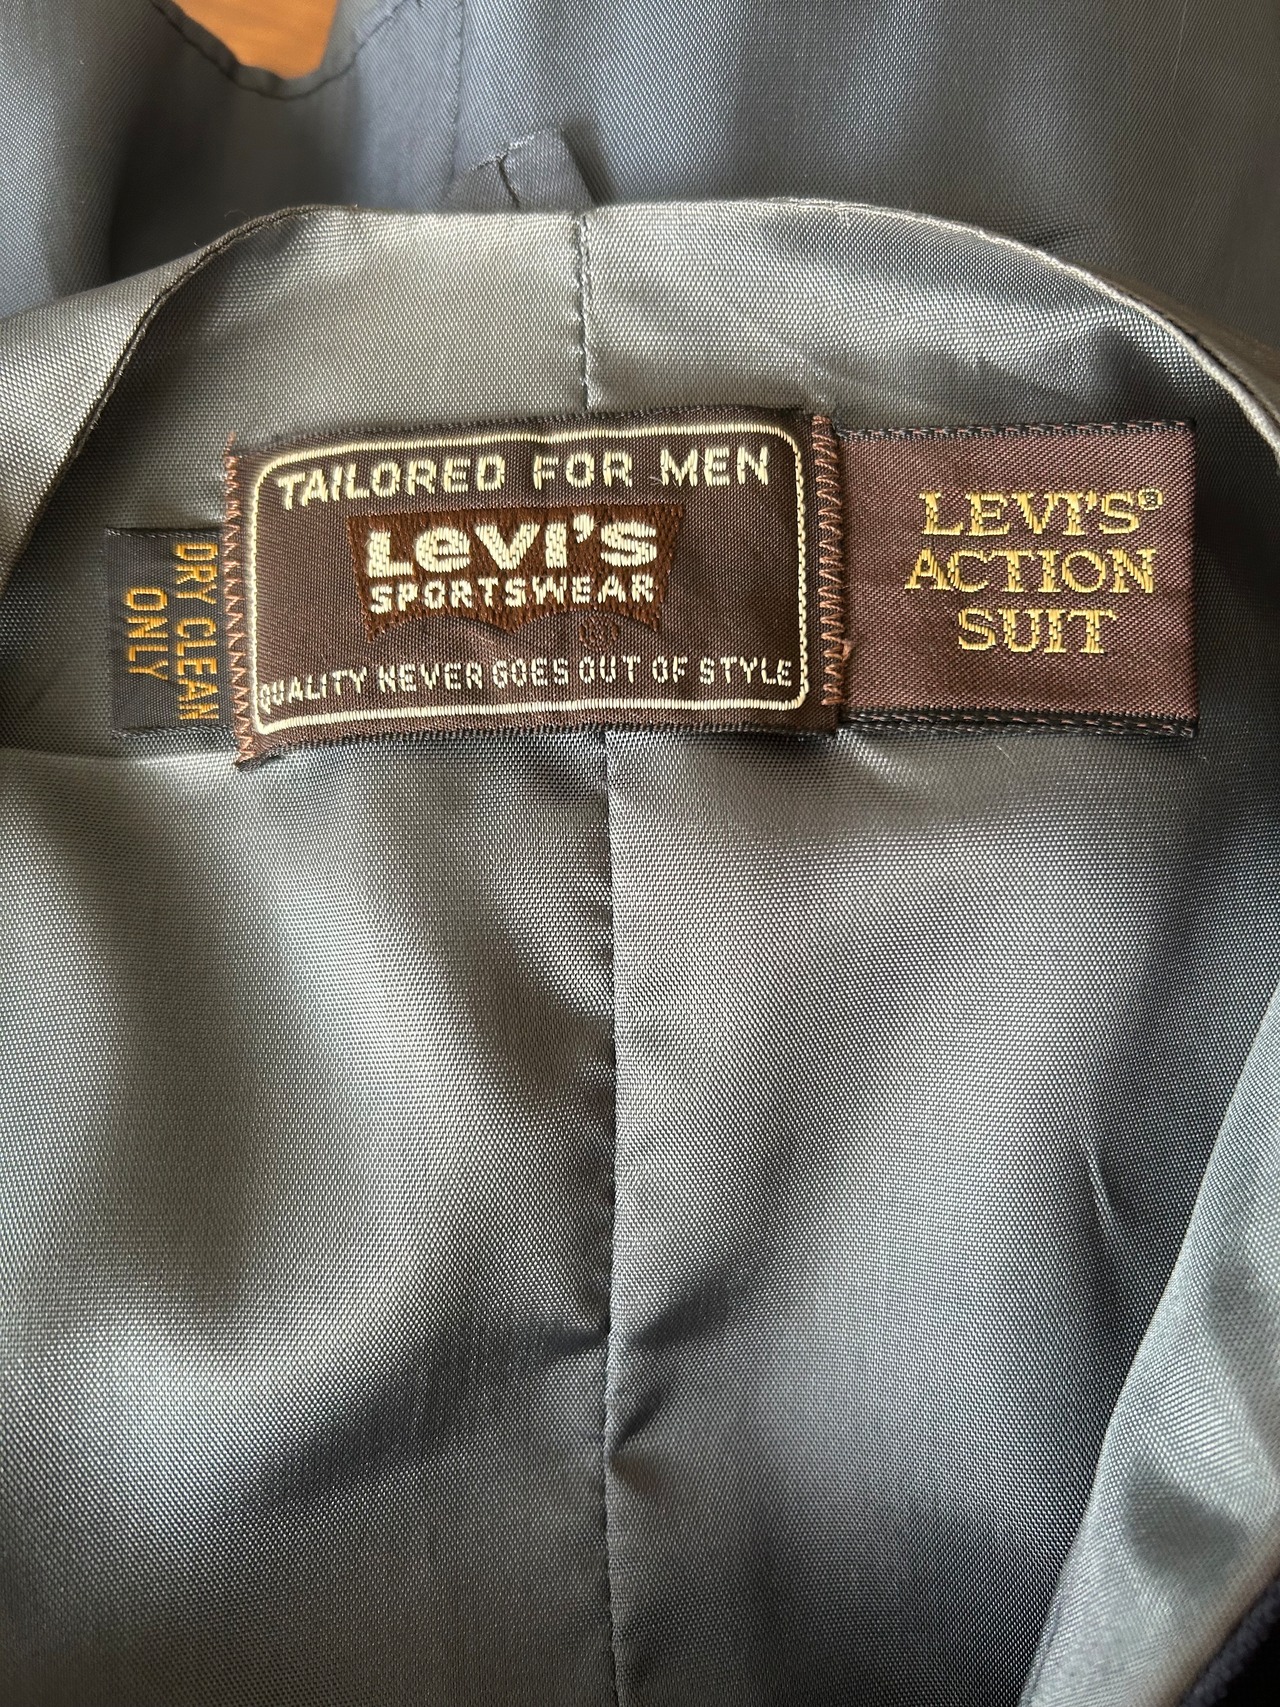 TAILORED FOR MEN
Levi's
SPORTSWEAR
®
QUALITY NEVER GOES OUT OF STYLE
LEVI'S®
ACTION
SUIT
DRY CLEAN
ONLY